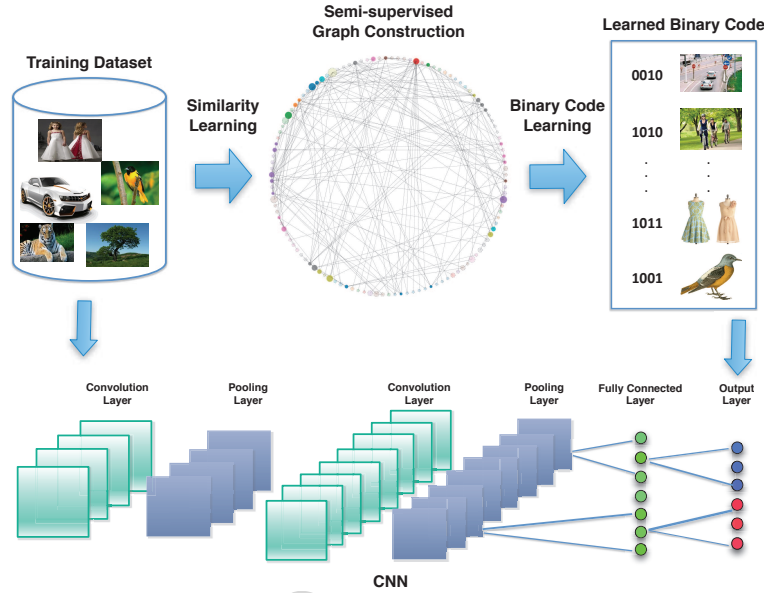 Semi-supervised
Graph Construction
Learned Binary Code
Training Dataset
Similarity
Learning
Binary Code
Learning
0010
1010
.
.
.
.
.
.
1011
1001
Convolution
Layer
Pooling
Layer
Convolution
Layer
Pooling
Layer
Fully Connected
Layer
Output
Layer
CNN